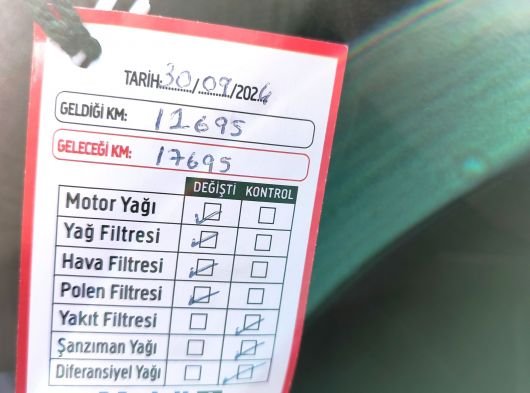 TARİH: 30/09/2024
GELDİĞİ KM: 11695
GELECEĞİ KM: 17695
DEĞİŞTİ KONTROL
Motor Yağı
Yağ Filtresi
Hava Filtresi
Polen Filtresi
Yakıt Filtresi
Şanzıman Yağı
Diferansiyel Yağı